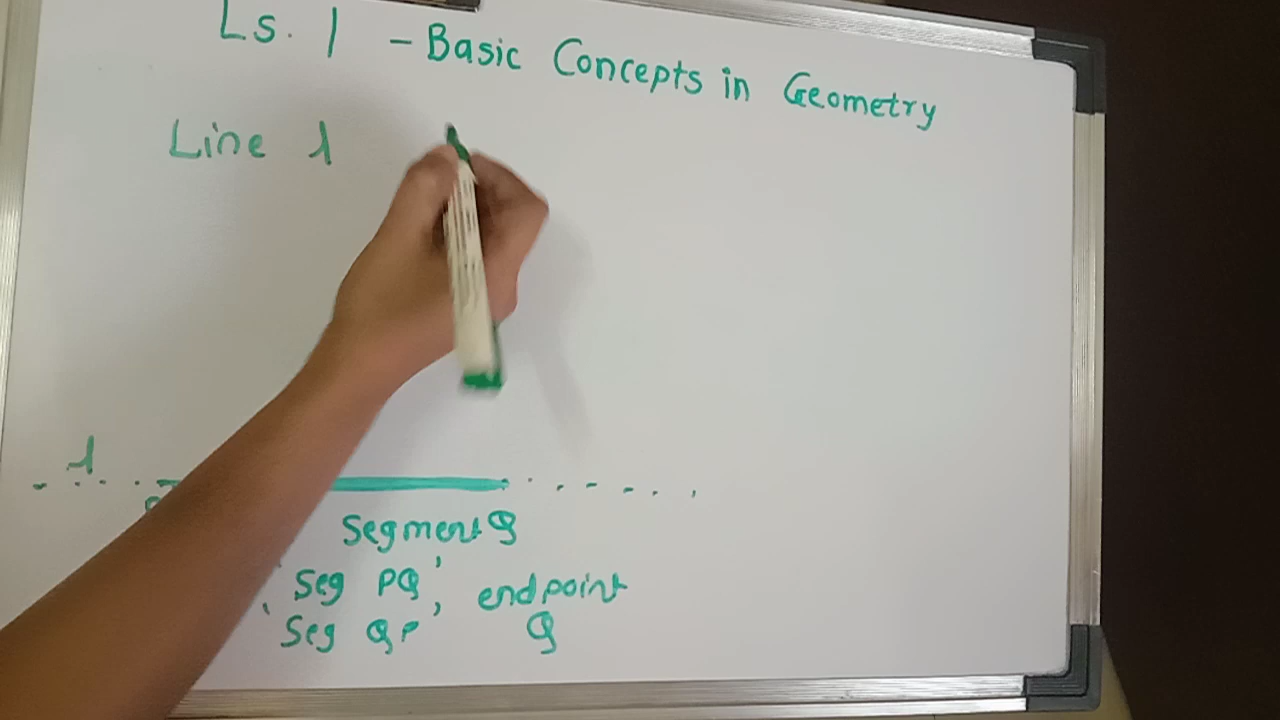 Ls. 1 - Basic Concepts in Geometry
Line l
l
Segment Q
'Seg PQ', endpoint
'Seg QP' Q